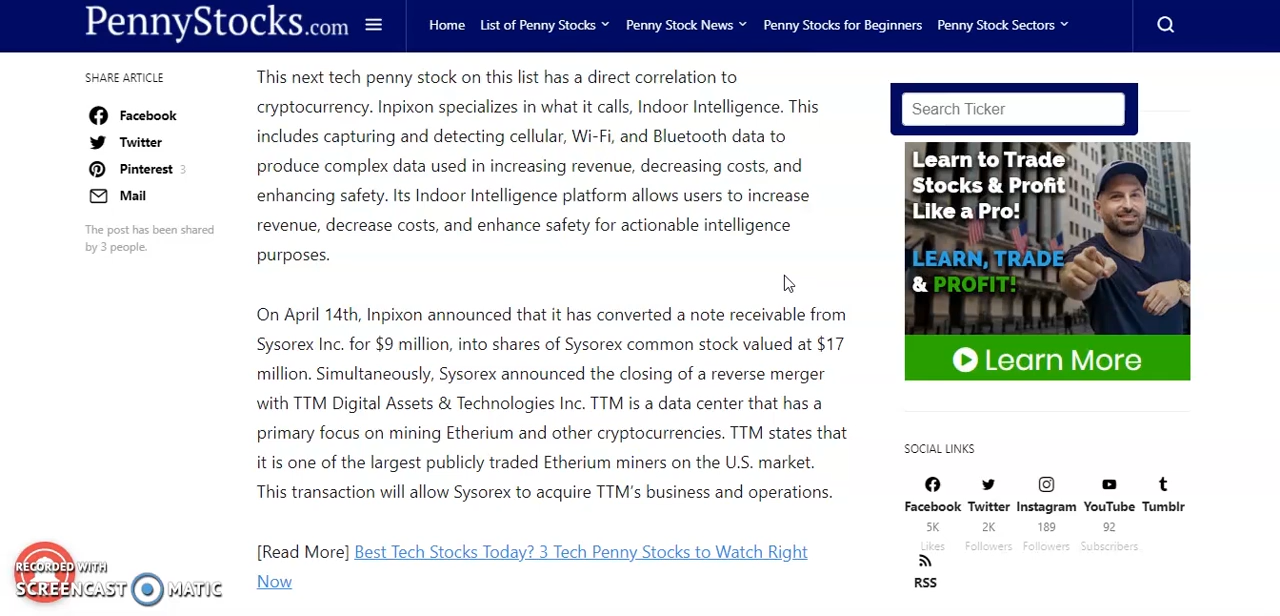 PennyStocks.com
Home List of Penny Stocks Penny Stock News Penny Stocks for Beginners Penny Stock Sectors
SHARE ARTICLE
Facebook
Twitter
Pinterest 3
Mail
The post has been shared
by 3 people.
This next tech penny stock on this list has a direct correlation to
cryptocurrency. Inpixon specializes in what it calls, Indoor Intelligence. This
includes capturing and detecting cellular, Wi-Fi, and Bluetooth data to
produce complex data used in increasing revenue, decreasing costs, and
enhancing safety. Its Indoor Intelligence platform allows users to increase
revenue, decrease costs, and enhance safety for actionable intelligence
purposes.
On April 14th, Inpixon announced that it has converted a note receivable from
Sysorex Inc. for $9 million, into shares of Sysorex common stock valued at $17
million. Simultaneously, Sysorex announced the closing of a reverse merger
with TTM Digital Assets & Technologies Inc. TTM is a data center that has a
primary focus on mining Etherium and other cryptocurrencies. TTM states that
it is one of the largest publicly traded Etherium miners on the U.S. market.
This transaction will allow Sysorex to acquire TTM's business and operations.
[Read More] Best Tech Stocks Today? 3 Tech Penny Stocks to Watch Right
Now
Search Ticker
Learn to Trade
Stocks & Profit
Like a Pro!
LEARN, TRADE
& PROFIT!
Learn More
SOCIAL LINKS
Facebook Twitter Instagram YouTube Tumblr
5K 2K 189 92
Likes Followers Followers Subscribers
RSS
RECORDED WITH
SCREENCAST MATIC